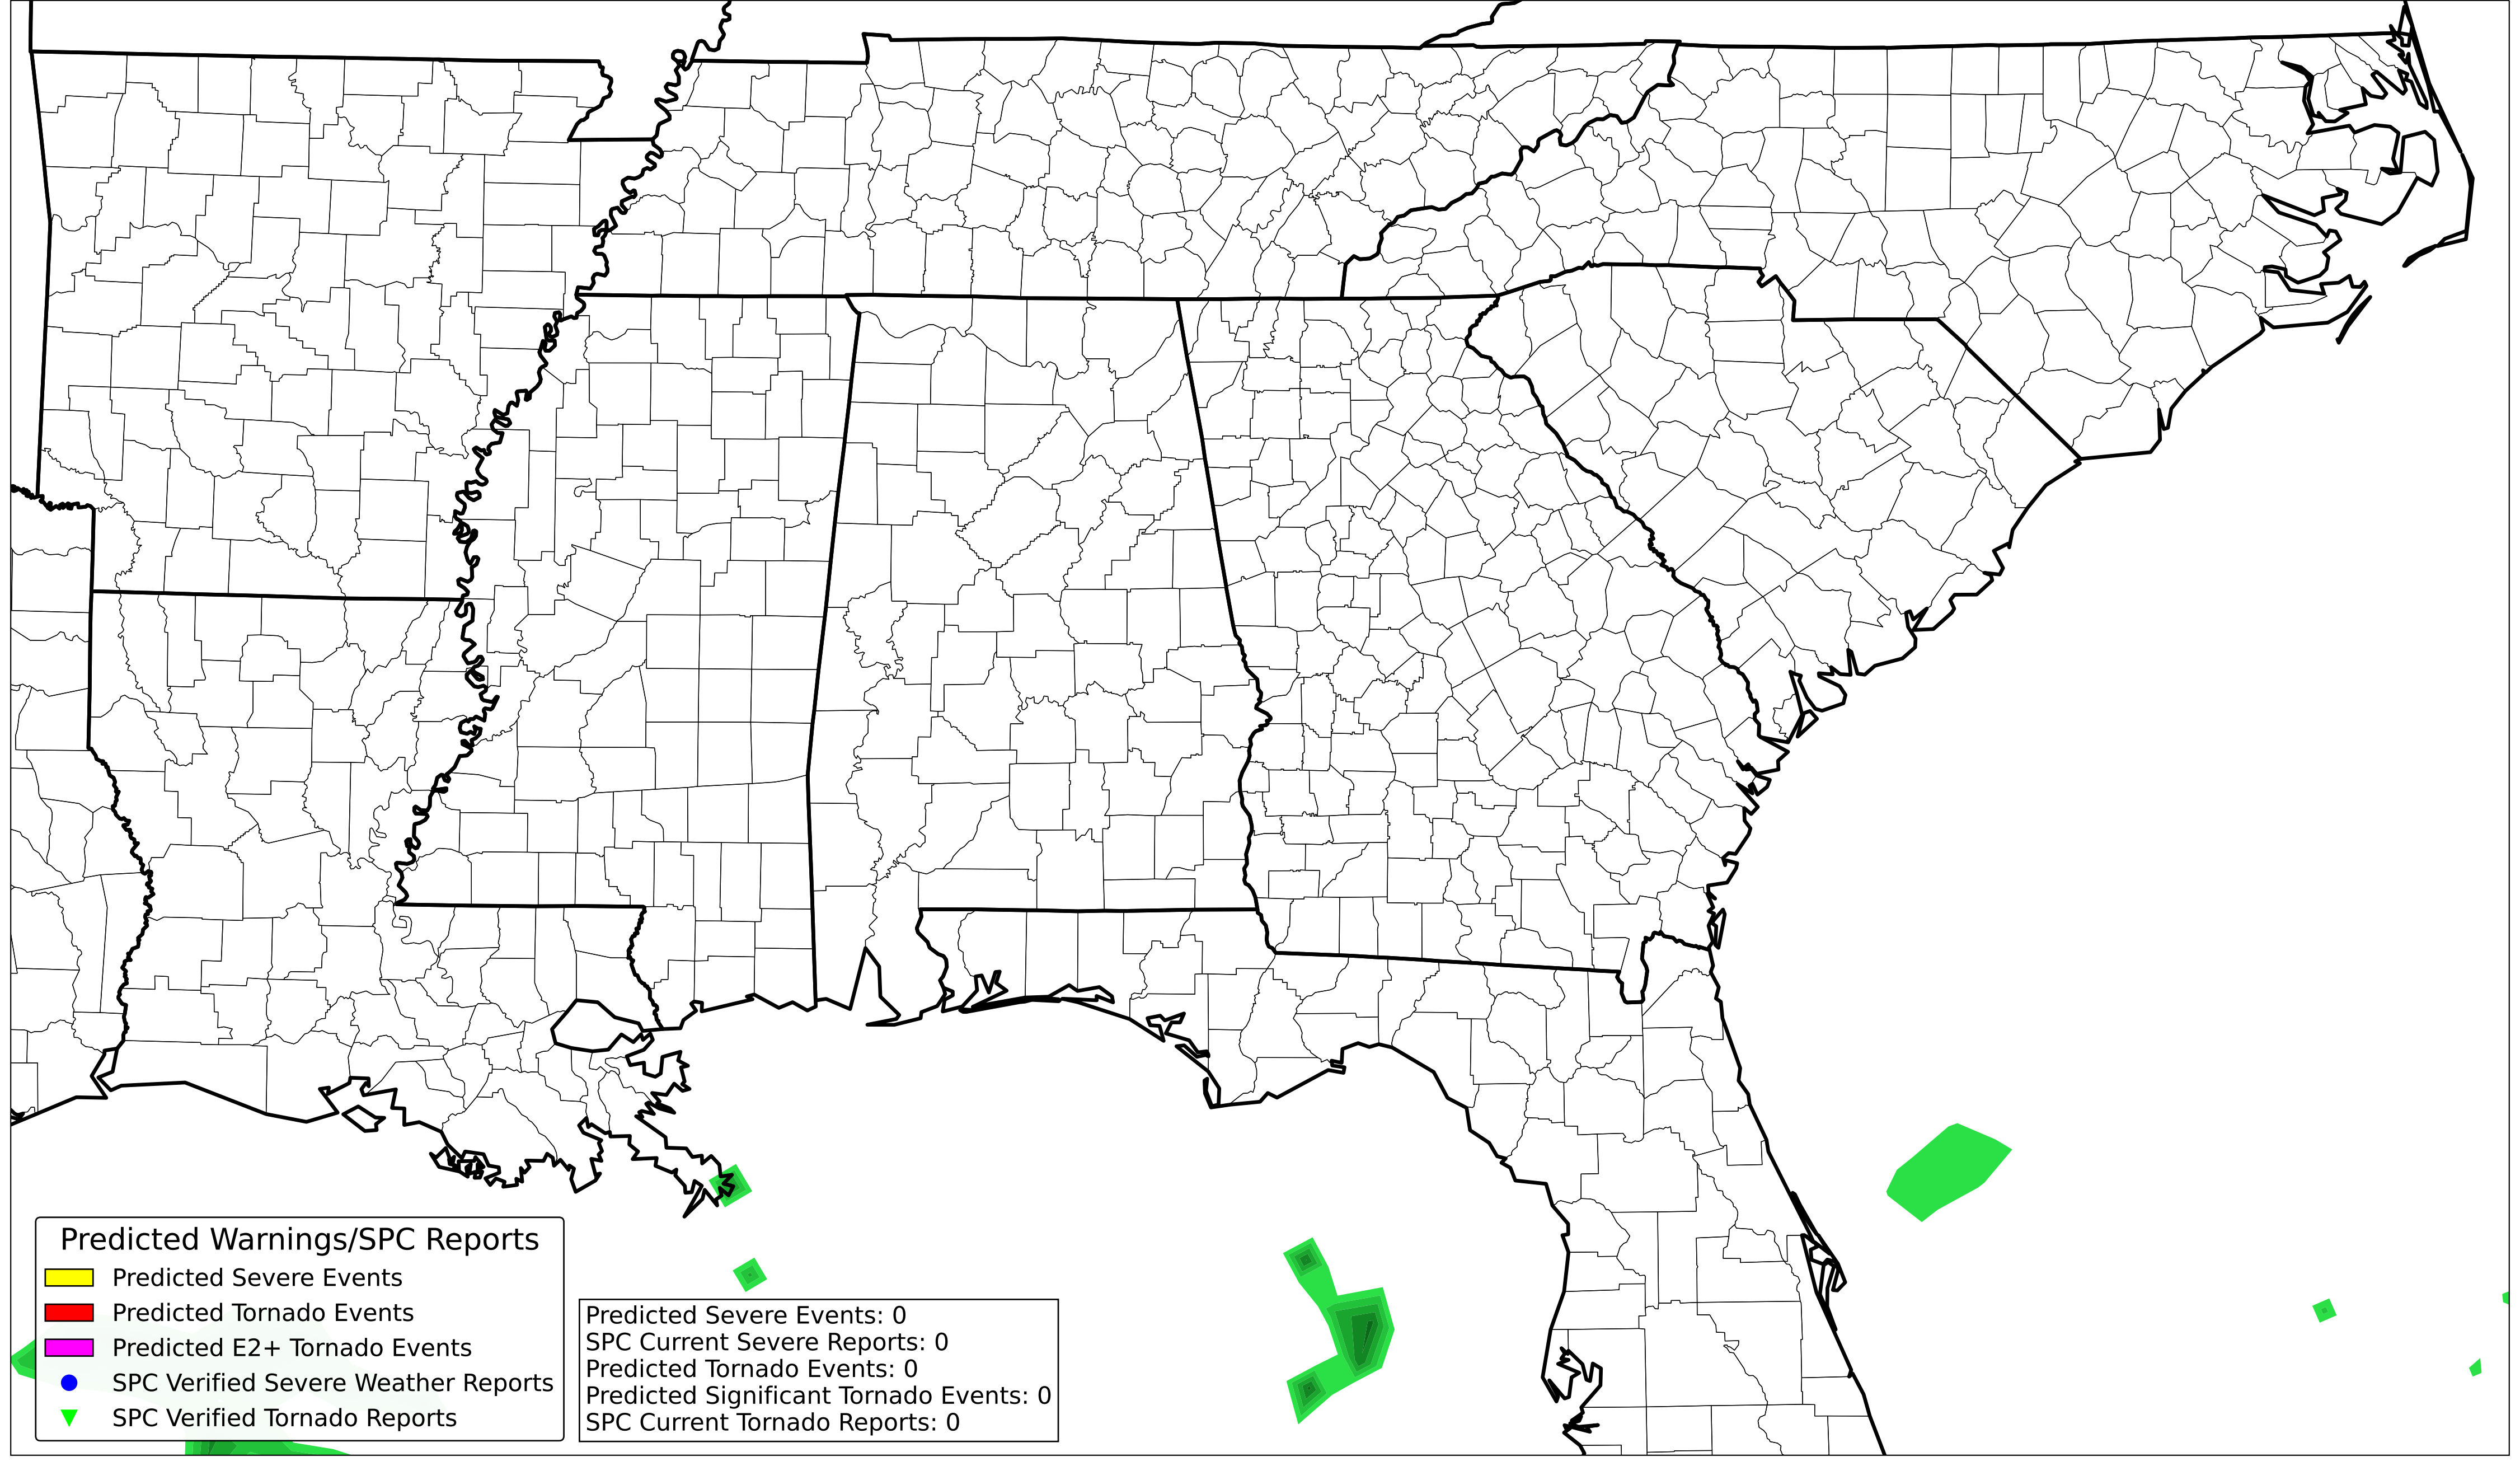 Predicted Warnings/SPC Reports
Predicted Severe Events
Predicted Tornado Events
Predicted E2+ Tornado Events
SPC Verified Severe Weather Reports
SPC Verified Tornado Reports
Predicted Severe Events: 0
SPC Current Severe Reports: 0
Predicted Tornado Events: 0
Predicted Significant Tornado Events: 0
SPC Current Tornado Reports: 0